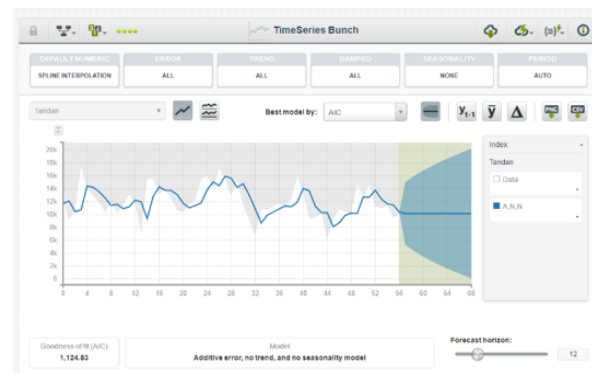 TimeSeries Bunch
DEFAULT NUMERIC ERROR TREND DAMPED SEASONALITY PERIOD
SPLINE INTERPOLATION ALL ALL ALL NONE AUTO
Tandan Best model by: AIC yt-1 ȳ Δ PNG CSV
Index:
Tandan
Data
A,N,N
20k
18k
16k
14k
12k
10k
8k
6k
4k
2k
0
0 4 8 12 16 20 24 28 32 36 40 44 48 52 56 60 64 68
Goodness of fit (AIC) Model Forecast horizon:
1,124.83 Additive error, no trend, and no seasonality model 12